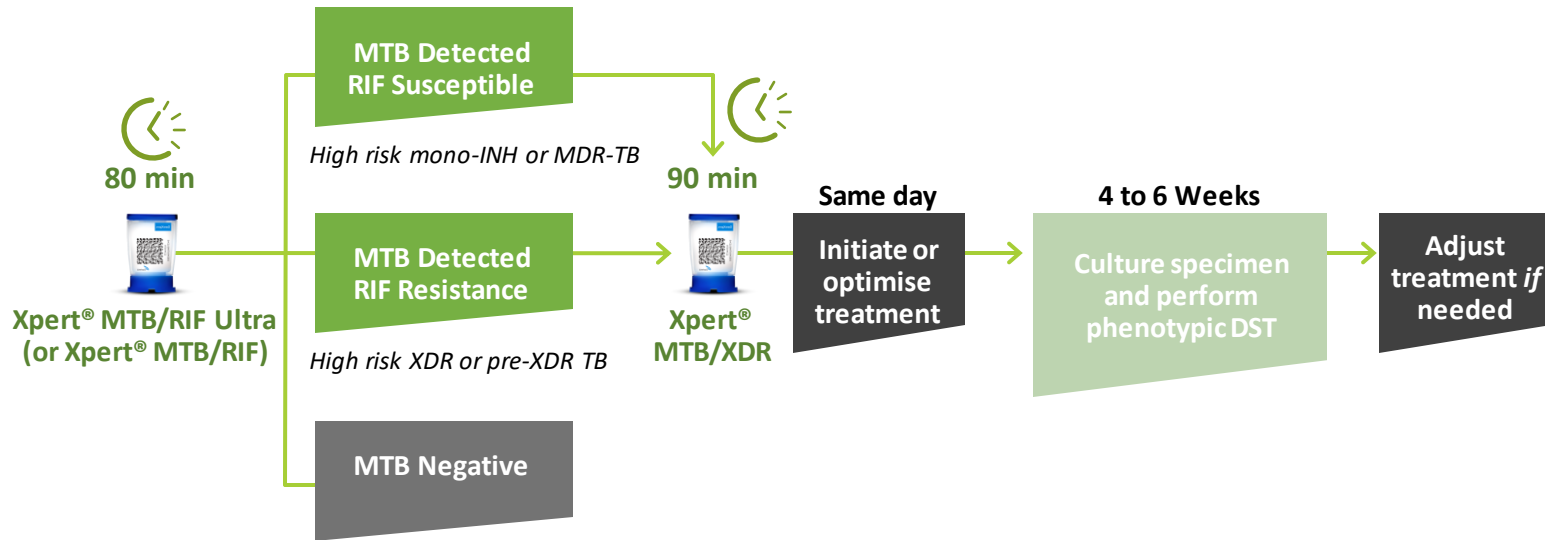 80 min
Xpert® MTB/RIF Ultra
(or Xpert® MTB/RIF)
MTB Detected
RIF Susceptible
High risk mono-INH or MDR-TB
MTB Detected
RIF Resistance
High risk XDR or pre-XDR TB
MTB Negative
90 min
Xpert®
MTB/XDR
Same day
Initiate or
optimise
treatment
4 to 6 Weeks
Culture specimen
and perform
phenotypic DST
Adjust
treatment if
needed